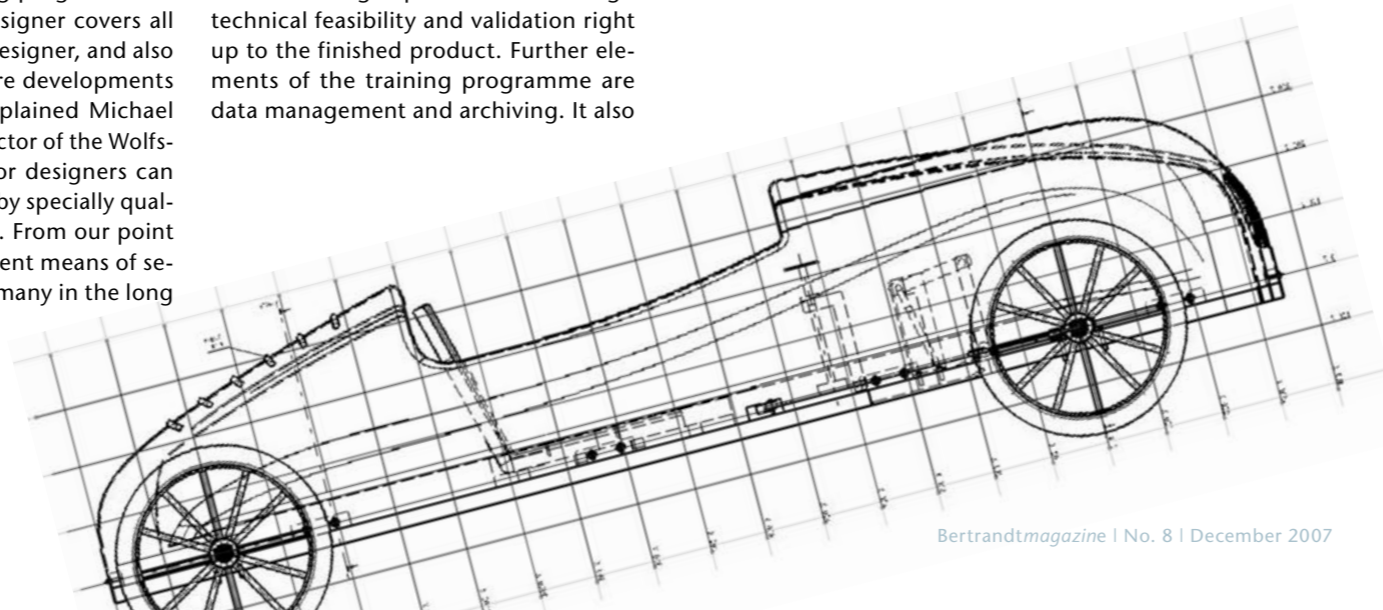 signer covers all
esigner, and also
re developments
plained Michael
ctor of the Wolfs-
or designers can
by specially qual-
. From our point
ent means of se-
many in the long
technical feasibility and validation right
up to the finished product. Further ele-
ments of the training programme are
data management and archiving. It also
Bertrandtmagazine | No. 8 | December 2007